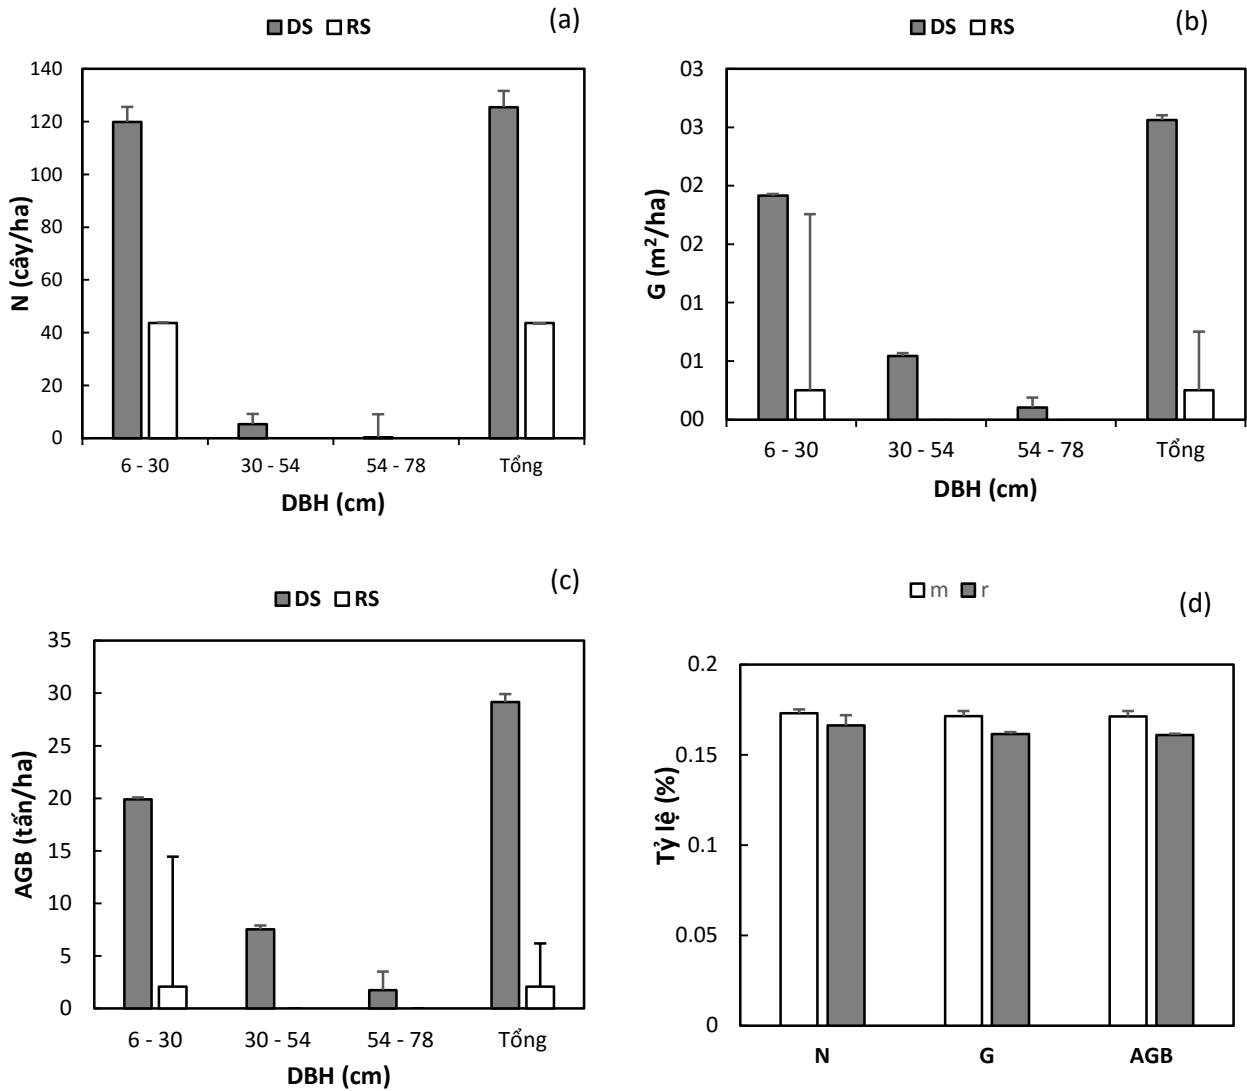 (a)
DS RS
140
120
100
80
60
40
20
0
N (cây/ha)
6 - 30 30 - 54 54 - 78 Tổng
DBH (cm)
(b)
DS RS
03
03
02
02
01
01
00
G (m²/ha)
6 - 30 30 - 54 54 - 78 Tổng
DBH (cm)
(c)
DS RS
35
30
25
20
15
10
5
0
AGB (tấn/ha)
6 - 30 30 - 54 54 - 78 Tổng
DBH (cm)
(d)
m r
0.2
0.15
0.1
0.05
0
Tỷ lệ (%)
N G AGB